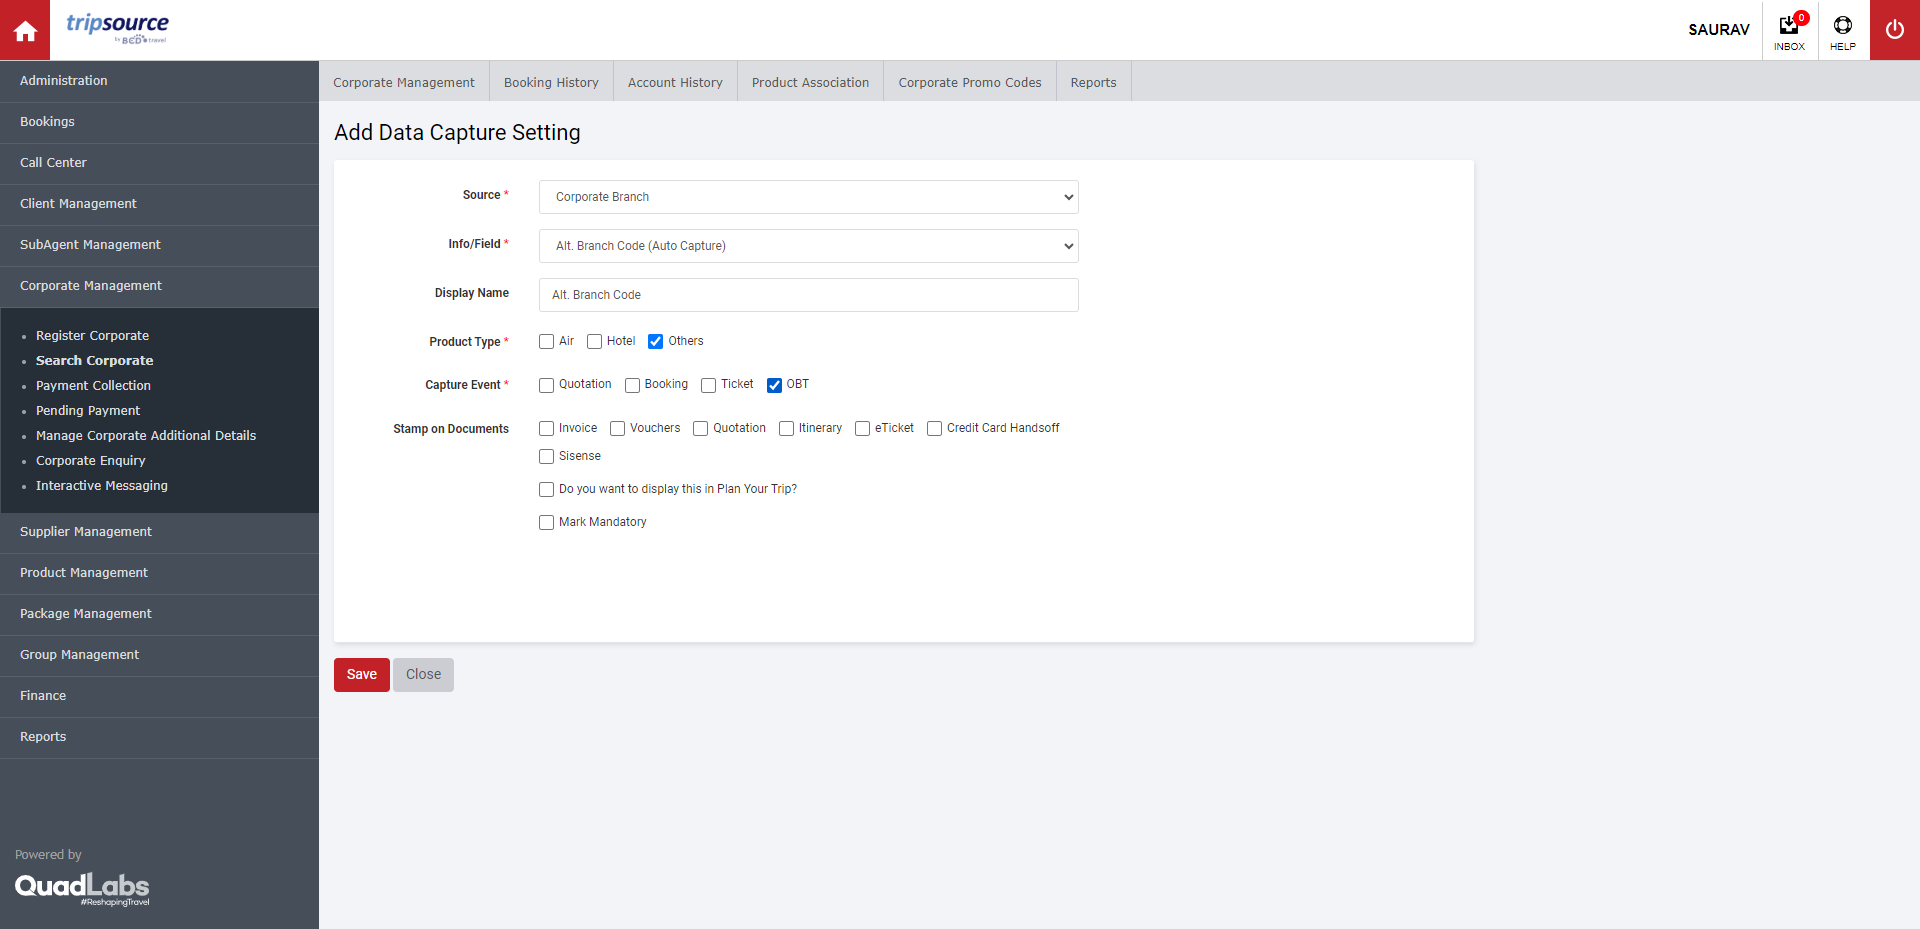 tripsource
by BCD travel
SAURAV
0
INBOX
HELP
Administration
Bookings
Call Center
Client Management
SubAgent Management
Corporate Management
Register Corporate
Search Corporate
Payment Collection
Pending Payment
Manage Corporate Additional Details
Corporate Enquiry
Interactive Messaging
Supplier Management
Product Management
Package Management
Group Management
Finance
Reports
Powered by
QuadLabs
#ReshapingTravel
Corporate Management Booking History Account History Product Association Corporate Promo Codes Reports
Add Data Capture Setting
Source * Corporate Branch
Info/Field * Alt. Branch Code (Auto Capture)
Display Name Alt. Branch Code
Product Type * Air Hotel Others
Capture Event * Quotation Booking Ticket OBT
Stamp on Documents Invoice Vouchers Quotation Itinerary eTicket Credit Card Handsoff
Sisense
Do you want to display this in Plan Your Trip?
Mark Mandatory
Save Close